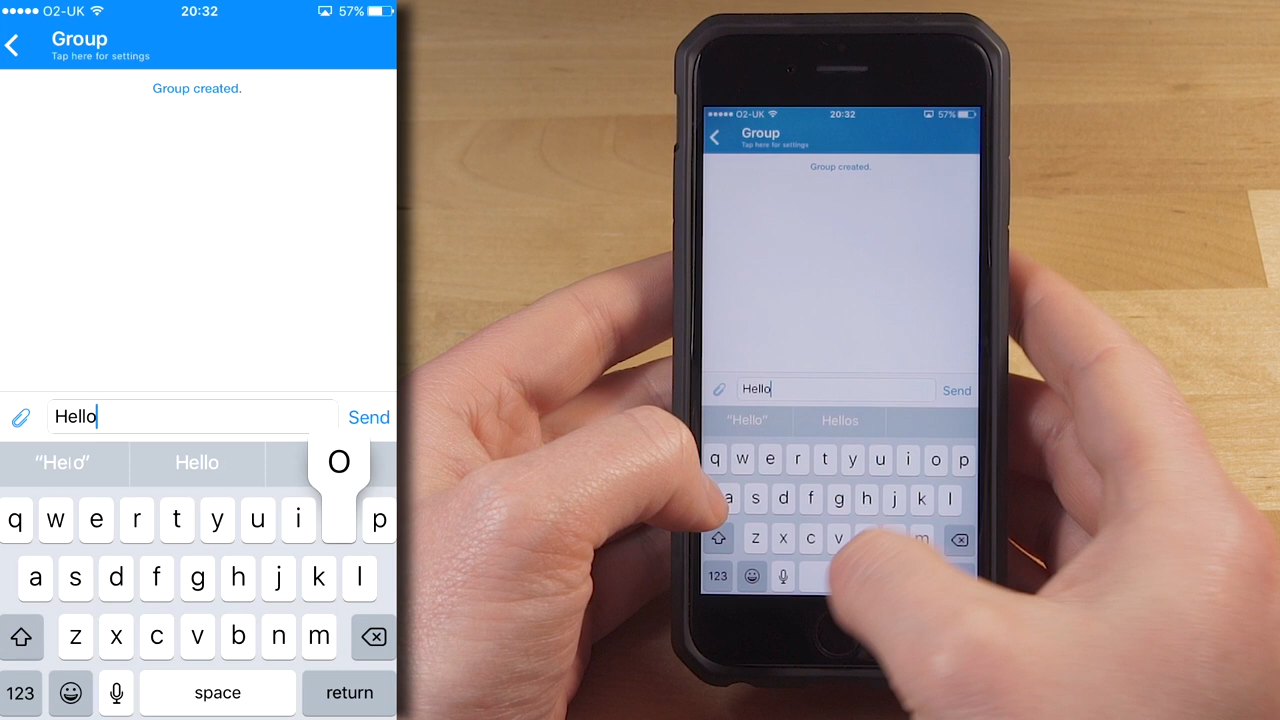 O2-UK 20:32 57%
Group
Tap here for settings
Group created.
Hello Send
Hello
O
q w e r t y u i p
a s d f g h j k l
z x c v b n m
123 space return
O2-UK 20:32 57%
Group
Tap here for settings
Group created.
Hello Send
“Hello” Hellos
q w e r t y u i o p
a s d f g h j k l
z x c v m
123